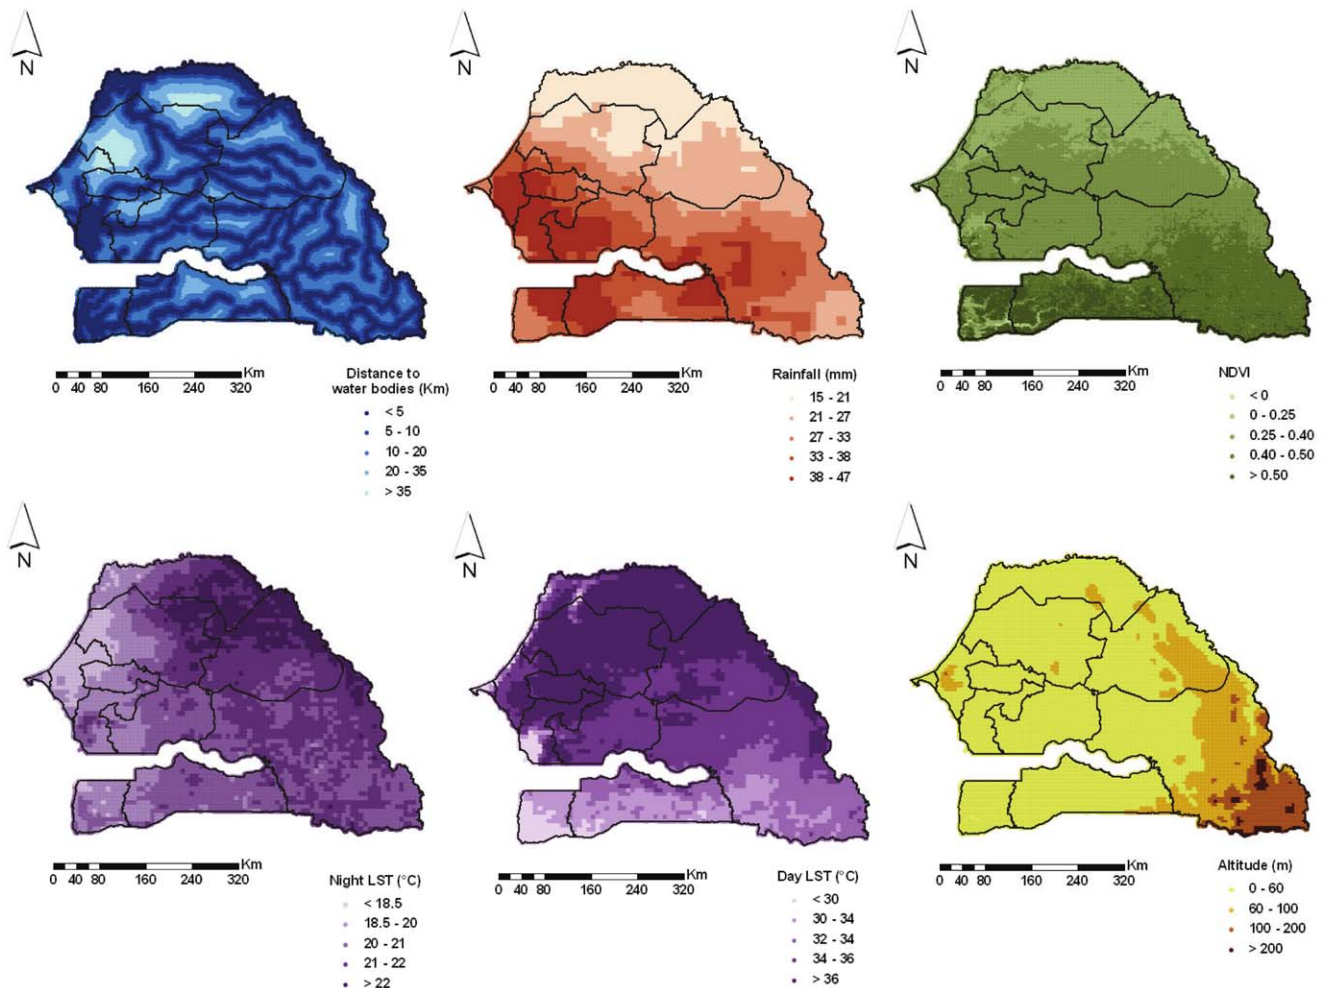 N
N
N
Km
0 40 80 160 240 320
Distance to
water bodies (Km)
< 5
5 - 10
10 - 20
20 - 35
> 35
Km
0 40 80 160 240 320
Rainfall (mm)
15 - 21
21 - 27
27 - 33
33 - 38
38 - 47
Km
0 20 40 80 160 240 320
NDVI
< 0
0 - 0.25
0.25 - 0.40
0.40 - 0.50
> 0.50
N
N
N
Km
0 40 80 160 240 320
Night LST (°C)
< 18.5
18.5 - 20
20 - 21
21 - 22
> 22
Km
0 40 80 160 240 320
Day LST (°C)
< 30
30 - 34
32 - 34
34 - 36
> 36
Km
0 40 80 160 240 320
Altitude (m)
0 - 60
60 - 100
100 - 200
> 200